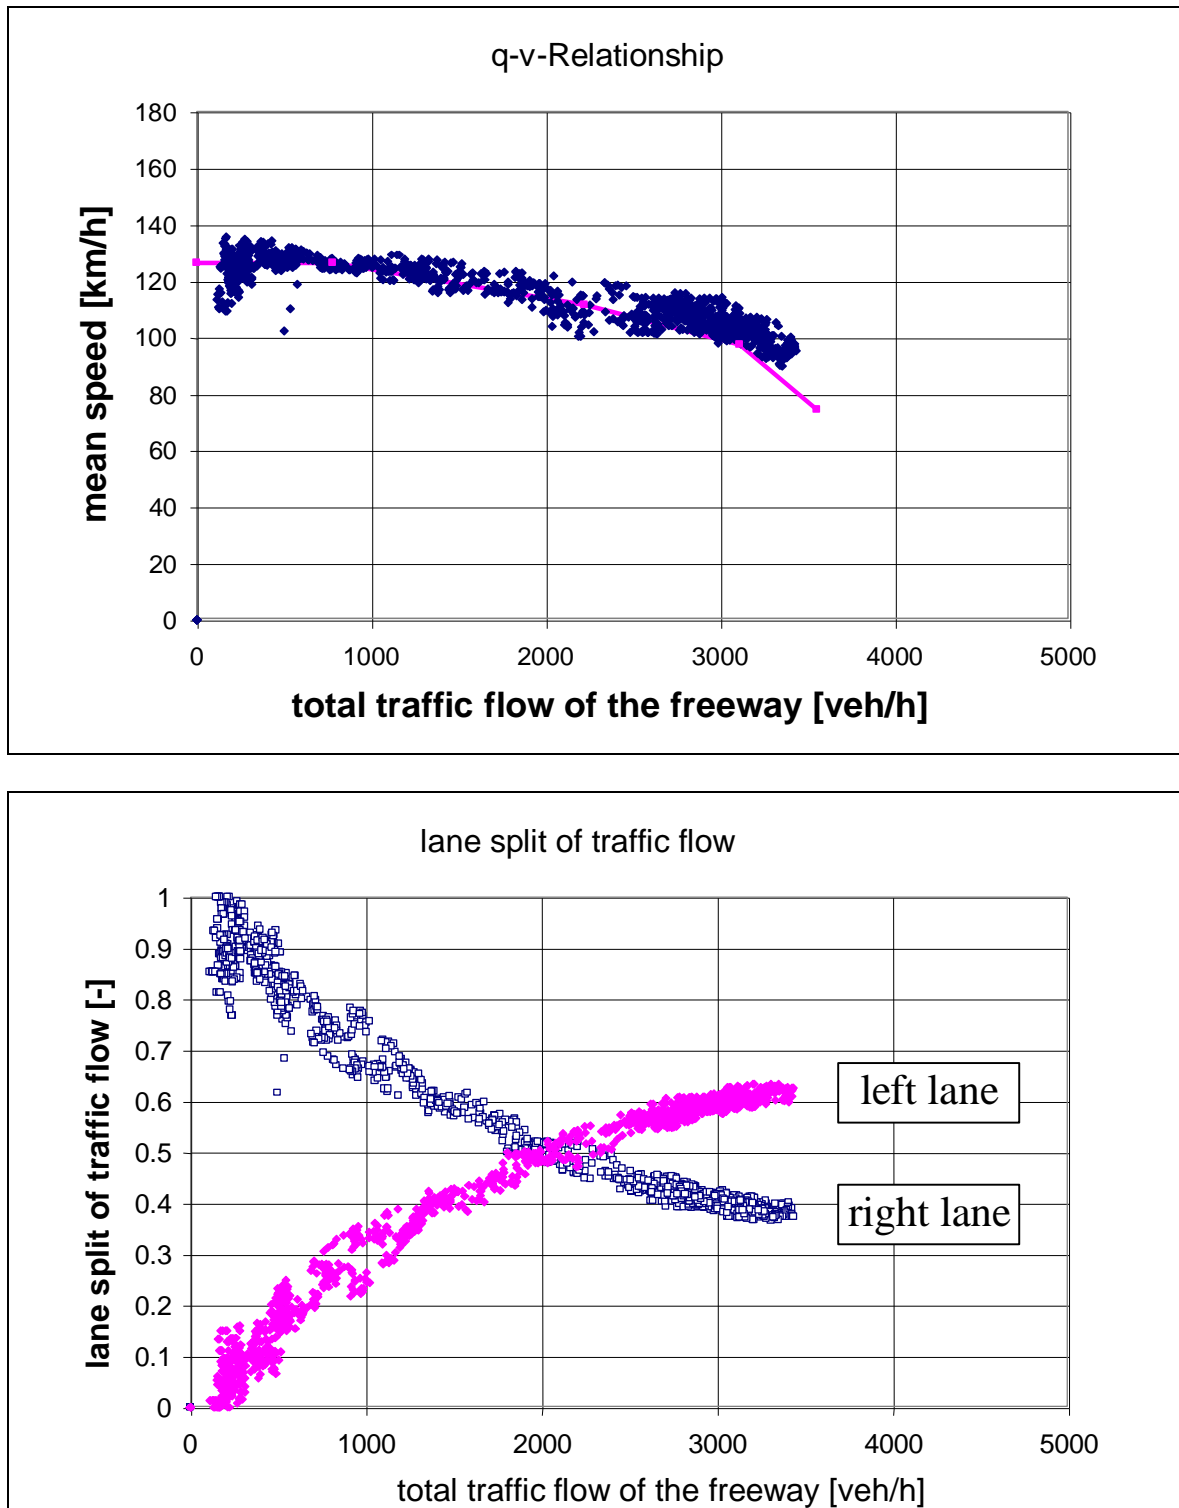 q-v-Relationship
180
160
140
120
100
80
60
40
20
0
mean speed [km/h]
0 1000 2000 3000 4000 5000
total traffic flow of the freeway [veh/h]
lane split of traffic flow
1
0.9
0.8
0.7
0.6
0.5
0.4
0.3
0.2
0.1
0
lane split of traffic flow [-]
left lane
right lane
0 1000 2000 3000 4000 5000
total traffic flow of the freeway [veh/h]